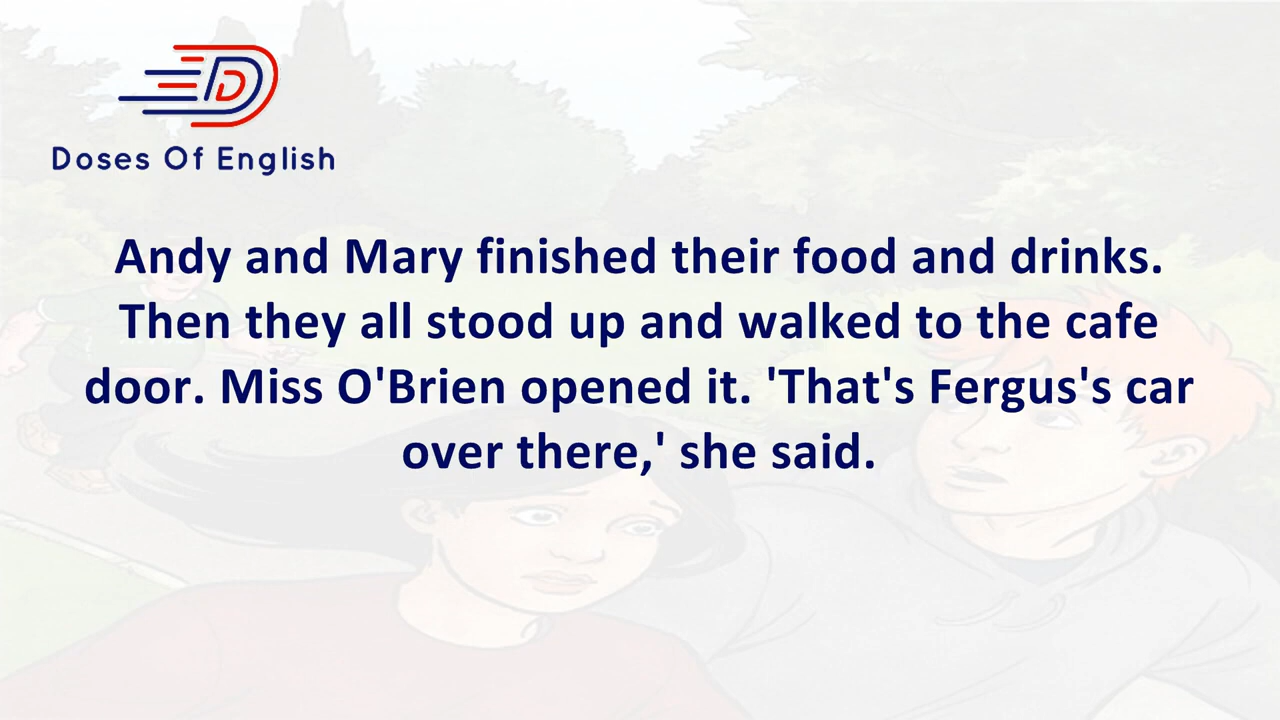 Doses Of English
Andy and Mary finished their food and drinks.
Then they all stood up and walked to the cafe
door. Miss O'Brien opened it. 'That's Fergus's car
over there,' she said.